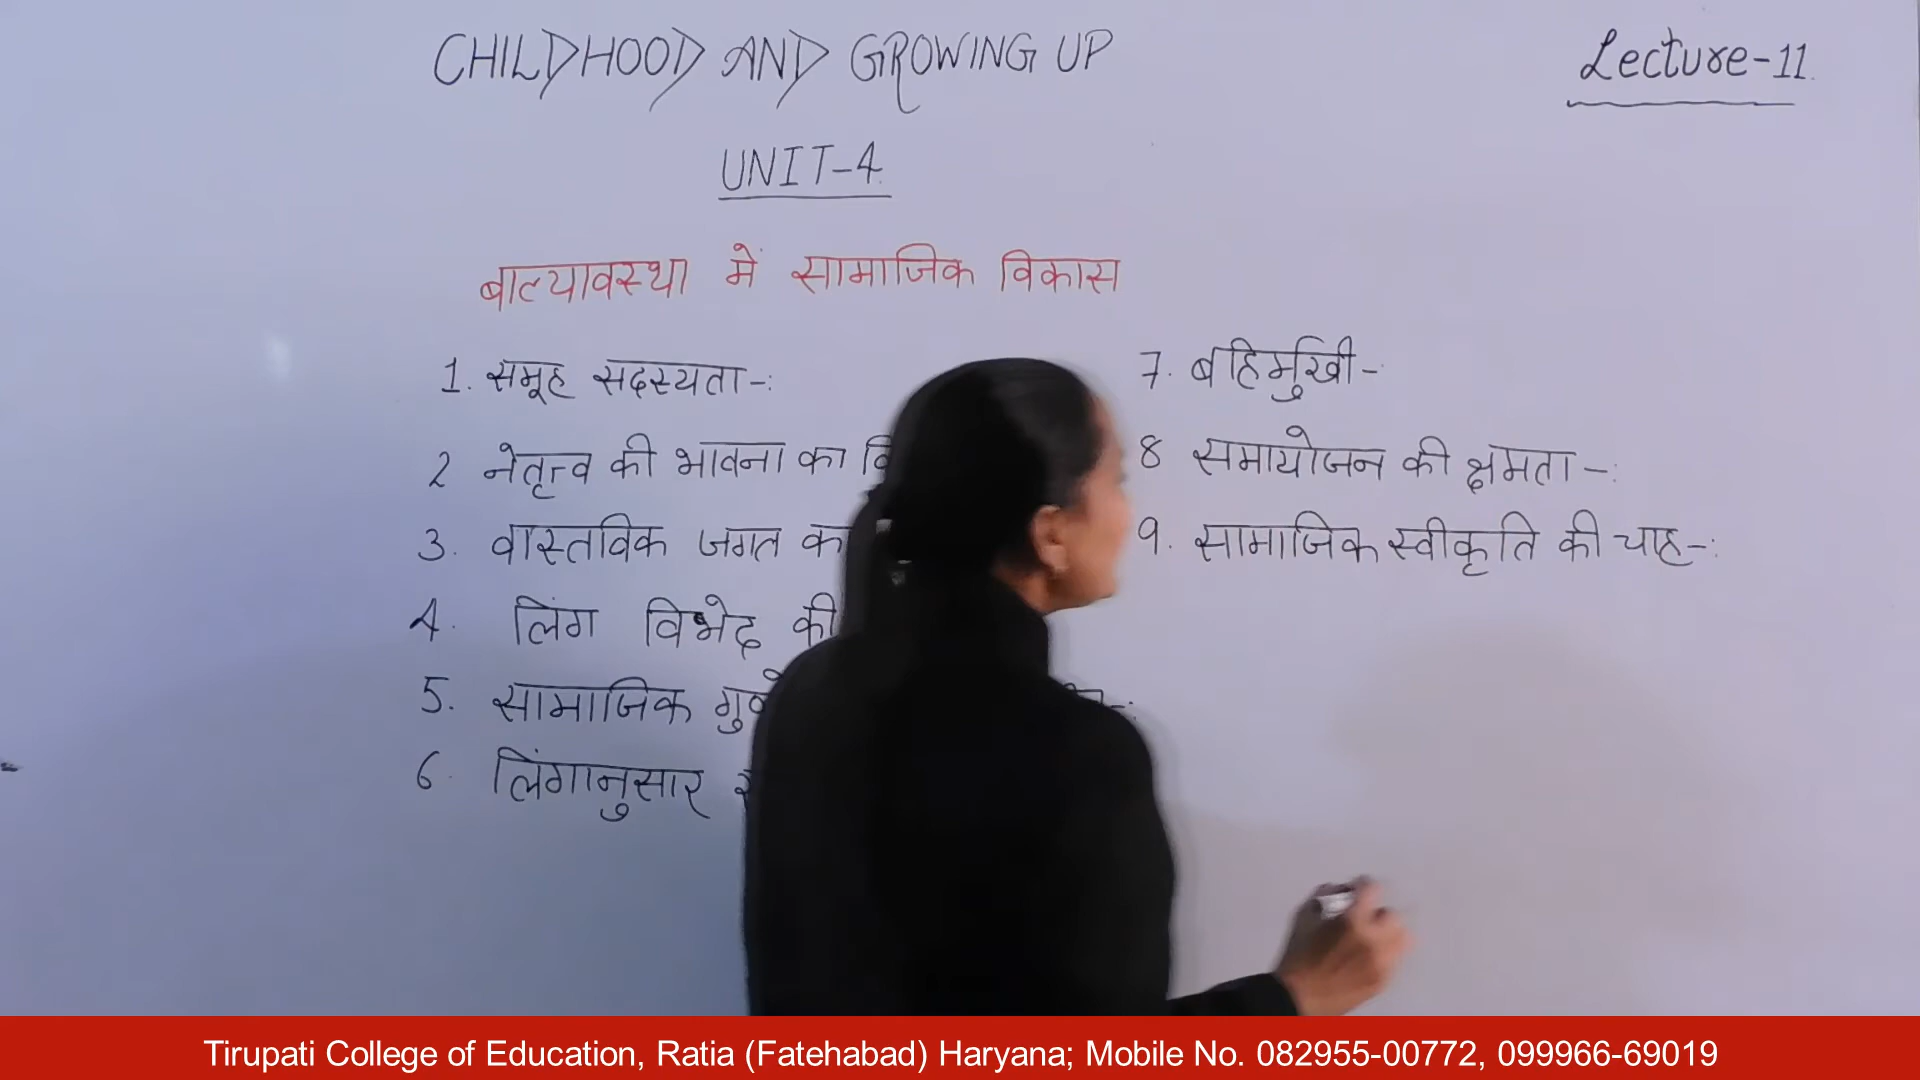 CHILDHOOD AND GROWING UP
Lecture-11
UNIT-4
बाल्यावस्था में सामाजिक विकास
1. समूह सदस्यता-:
2 नेतृत्त्व की भावना का
3. वास्तविक जगत
4. लिंग विभेद की
5. सामाजिक
6. लिंगानुसार
7. बहिर्मुखी-
8 समायोजन की क्षमता-:
9. सामाजिक स्वीकृति की चाह-:
Tirupati College of Education, Ratia (Fatehabad) Haryana; Mobile No. 082955-00772, 099966-69019